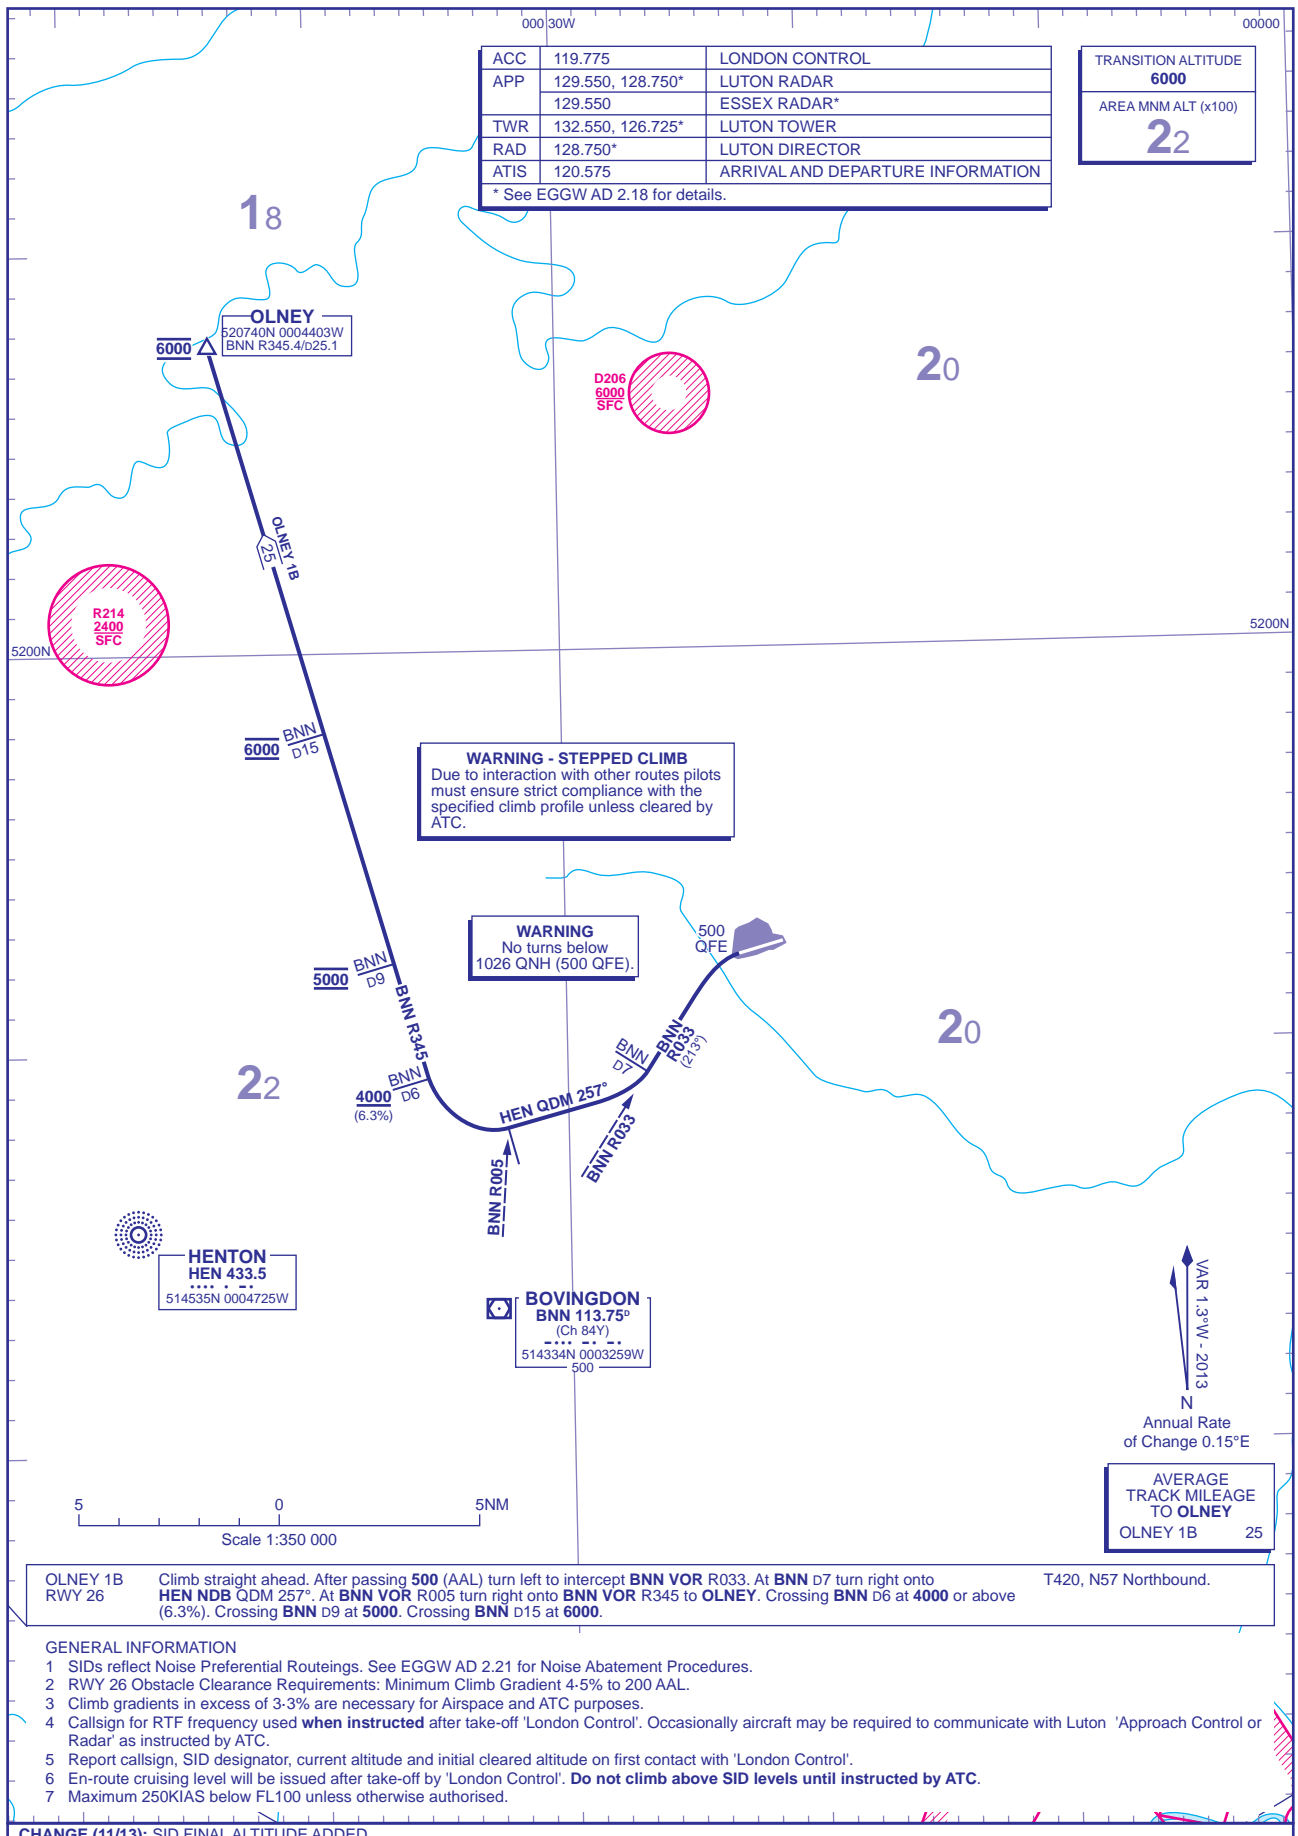 000 30W
00000
ACC 119.775 LONDON CONTROL
APP 129.550, 128.750* LUTON RADAR
129.550 ESSEX RADAR*
TWR 132.550, 126.725* LUTON TOWER
RAD 128.750* LUTON DIRECTOR
ATIS 120.575 ARRIVAL AND DEPARTURE INFORMATION
* See EGGW AD 2.18 for details.
TRANSITION ALTITUDE
6000
AREA MNM ALT (x100)
22
18
OLNEY
520740N 0004403W
BNN R345.4/D25.1
6000
20
D206
6000
SFC
OLNEY 1B
25
R214
2400
SFC
5200N
5200N
6000
BNN
D15
WARNING - STEPPED CLIMB
Due to interaction with other routes pilots
must ensure strict compliance with the
specified climb profile unless cleared by
ATC.
WARNING
No turns below
1026 QNH (500 QFE).
500
QFE
5000
BNN
D9
BNN R345
BNN
R033
(213°)
20
BNN
D7
22
4000
(6.3%)
BNN
D6
HEN QDM 257°
BNN R033
BNN R005
HENTON
HEN 433.5
514535N 0004725W
BOVINGDON
BNN 113.75D
(Ch 84Y)
514334N 0003259W
500
VAR 1.3°W - 2013
N
Annual Rate
of Change 0.15°E
5 0 5NM
Scale 1:350 000
AVERAGE
TRACK MILEAGE
TO OLNEY
OLNEY 1B 25
OLNEY 1B Climb straight ahead. After passing 500 (AAL) turn left to intercept BNN VOR R033. At BNN D7 turn right onto T420, N57 Northbound.
RWY 26 HEN NDB QDM 257°. At BNN VOR R005 turn right onto BNN VOR R345 to OLNEY. Crossing BNN D6 at 4000 or above
(6.3%). Crossing BNN D9 at 5000. Crossing BNN D15 at 6000.
GENERAL INFORMATION
1 SIDs reflect Noise Preferential Routeings. See EGGW AD 2.21 for Noise Abatement Procedures.
2 RWY 26 Obstacle Clearance Requirements: Minimum Climb Gradient 4·5% to 200 AAL.
3 Climb gradients in excess of 3·3% are necessary for Airspace and ATC purposes.
4 Callsign for RTF frequency used when instructed after take-off 'London Control'. Occasionally aircraft may be required to communicate with Luton 'Approach Control or
Radar' as instructed by ATC.
5 Report callsign, SID designator, current altitude and initial cleared altitude on first contact with 'London Control'.
6 En-route cruising level will be issued after take-off by 'London Control'. Do not climb above SID levels until instructed by ATC.
7 Maximum 250KIAS below FL100 unless otherwise authorised.
CHANGE (11/13): SID FINAL ALTITUDE ADDED.